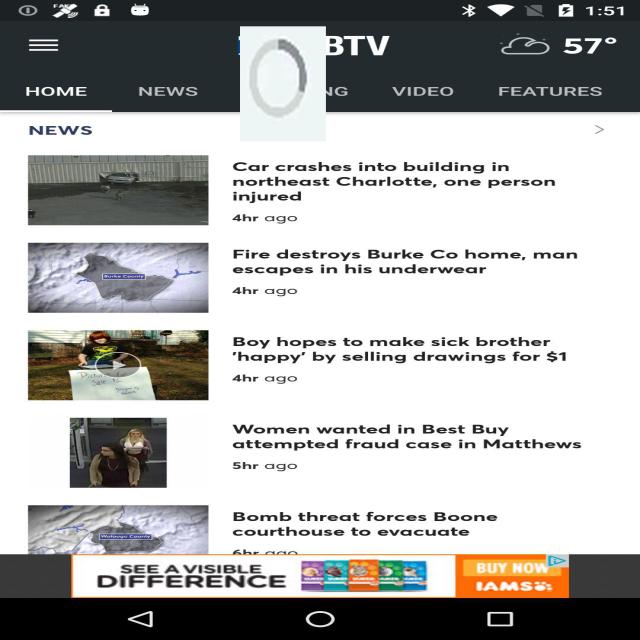 1:51
BTV
57°
HOME
NEWS
NG
VIDEO
FEATURES
NEWS
>
Car crashes into building in
northeast Charlotte, one person
injured
4hr ago
Burke County
Fire destroys Burke Co home, man
escapes in his underwear
4hr ago
Boy hopes to make sick brother
'happy' by selling drawings for $1
4hr ago
Women wanted in Best Buy
attempted fraud case in Matthews
5hr ago
Watauga County
Bomb threat forces Boone
courthouse to evacuate
6hr ago
SEE A VISIBLE
DIFFERENCE
BUY NOW
IAMS